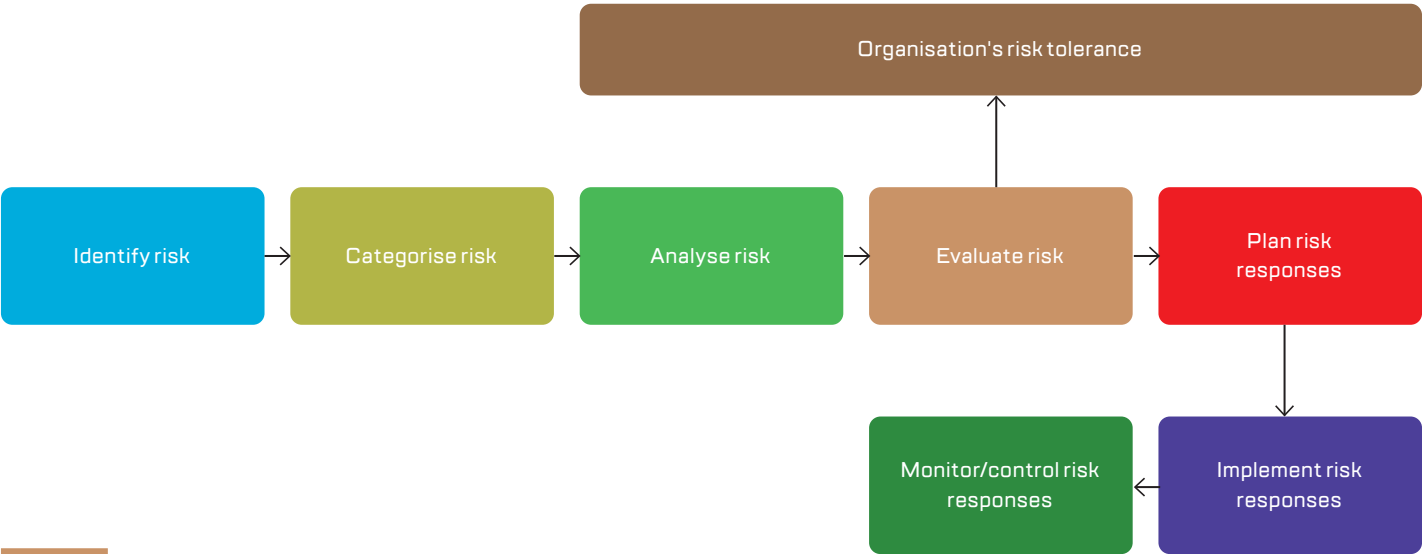 Organisation's risk tolerance
Identify risk
Categorise risk
Analyse risk
Evaluate risk
Plan risk
responses
Monitor/control risk
responses
Implement risk
responses